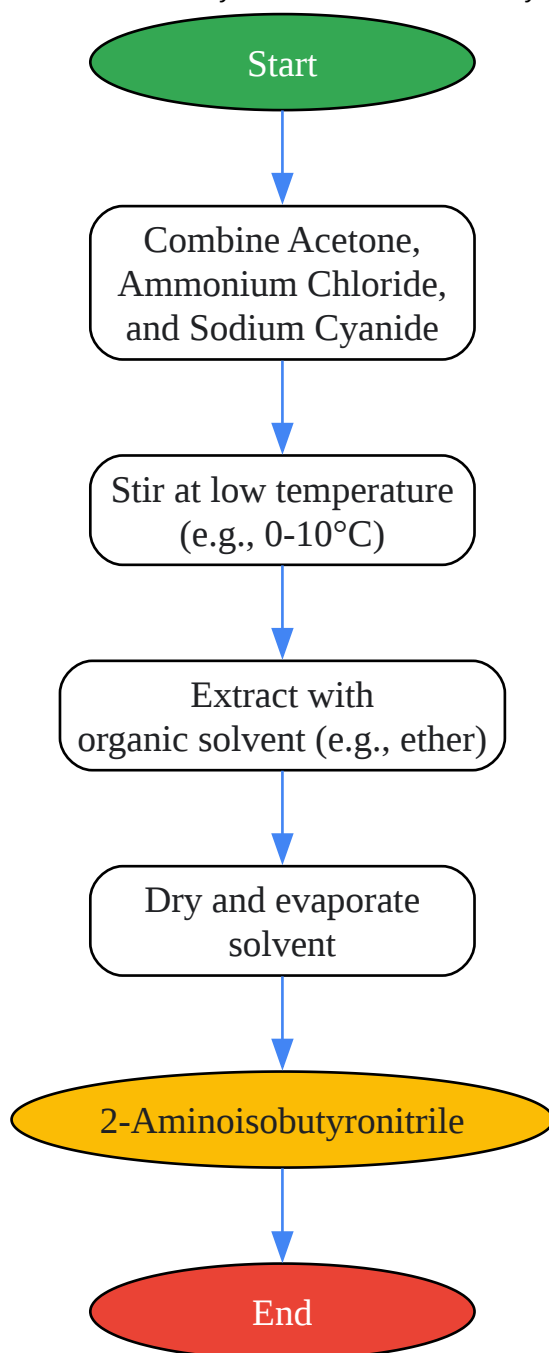 Start
Combine Acetone,
Ammonium Chloride,
and Sodium Cyanide
Stir at low temperature
(e.g., 0-10°C)
Extract with
organic solvent (e.g., ether)
Dry and evaporate
solvent
2-Aminoisobutyronitrile
End